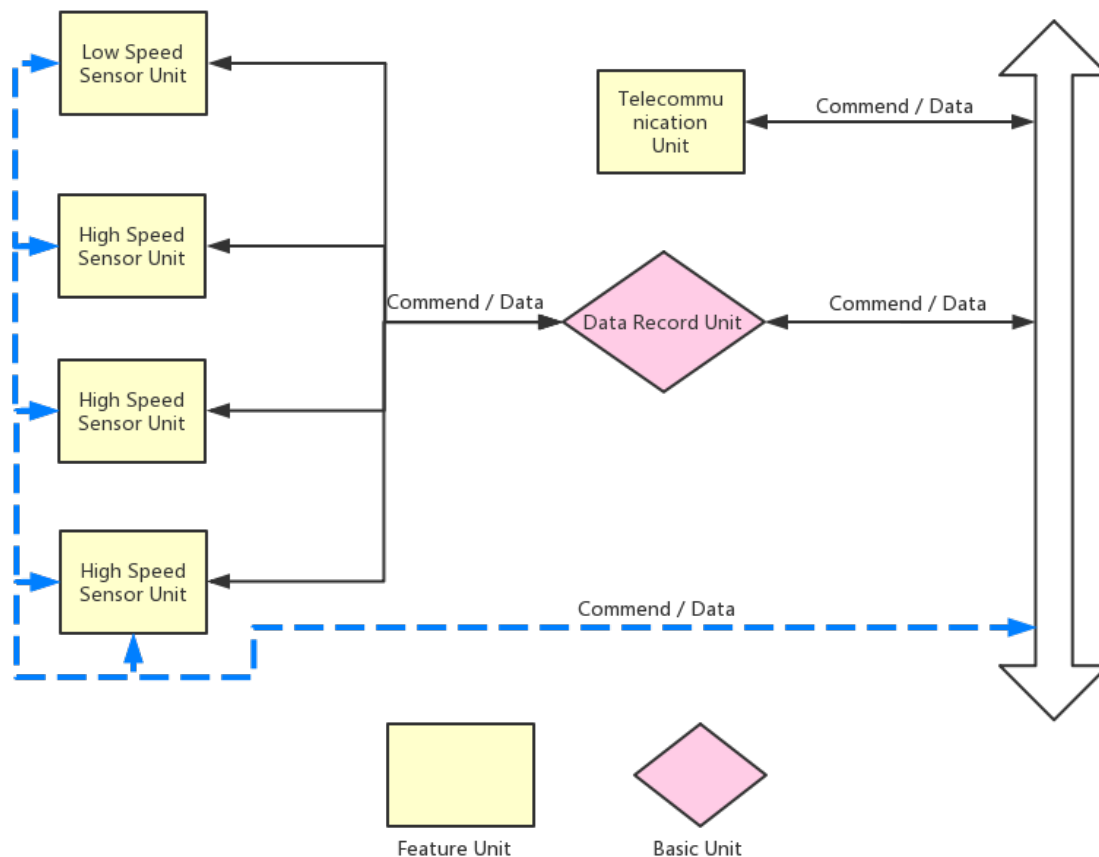 Low Speed
Sensor Unit
Telecommu
nication
Unit
Commend / Data
High Speed
Sensor Unit
Commend / Data
Data Record Unit
Commend / Data
High Speed
Sensor Unit
High Speed
Sensor Unit
Commend / Data
Feature Unit
Basic Unit